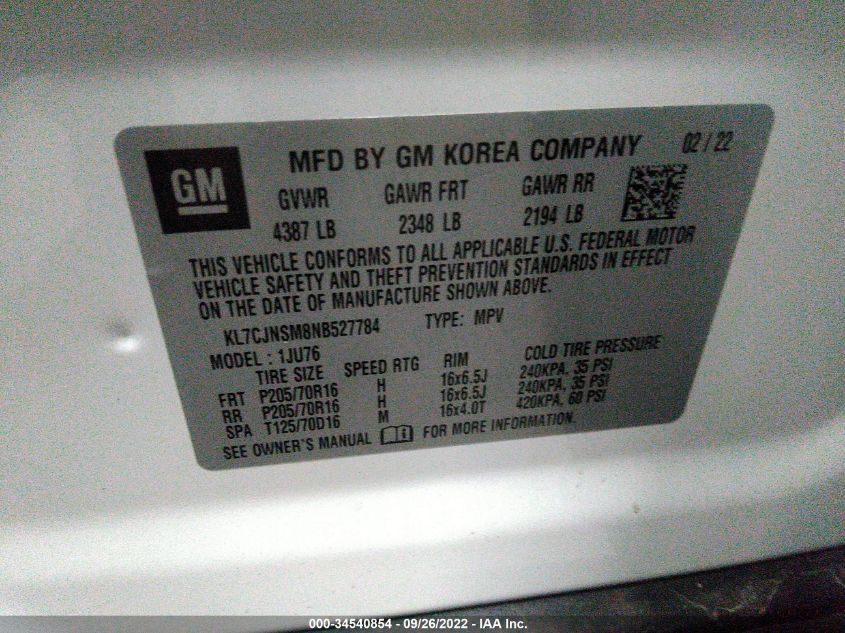 GM
MFD BY GM KOREA COMPANY 02 / 22
GVWR GAWR FRT GAWR RR
4387 LB 2348 LB 2194 LB
THIS VEHICLE CONFORMS TO ALL APPLICABLE U.S. FEDERAL MOTOR
VEHICLE SAFETY AND THEFT PREVENTION STANDARDS IN EFFECT
ON THE DATE OF MANUFACTURE SHOWN ABOVE.
KL7CJNSM8NB527784 TYPE: MPV
MODEL : 1JU76
TIRE SIZE SPEED RTG RIM COLD TIRE PRESSURE
FRT P205/70R16 H 16x6.5J 240KPA, 35 PSI
RR P205/70R16 H 16x6.5J 240KPA, 35 PSI
SPA T125/70D16 M 16x4.0T 420KPA, 60 PSI
SEE OWNER'S MANUAL FOR MORE INFORMATION.
000-34540854 - 09/26/2022 - IAA Inc.